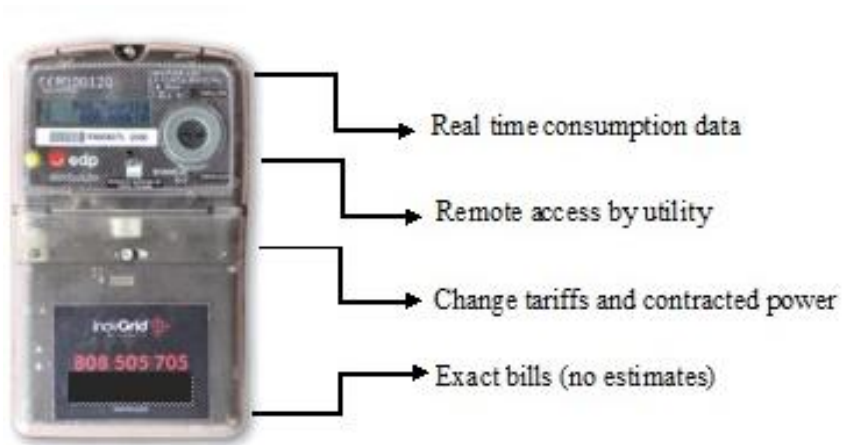 edp
Real time consumption data
Remote access by utility
Change tariffs and contracted power
inovGrid
808 505 705
Exact bills (no estimates)